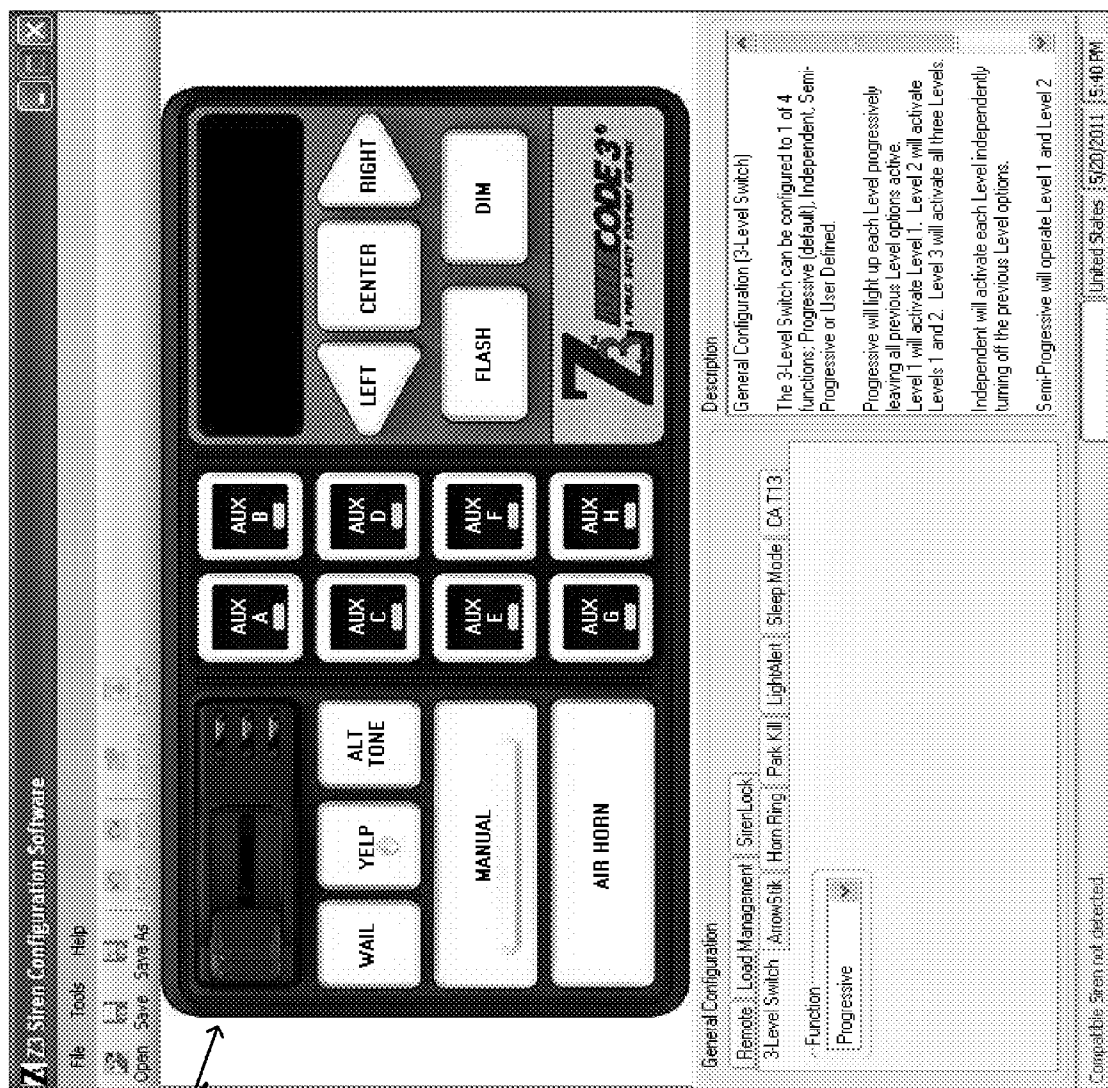 Z3 Siren Configuration Software
File Tools Help
Open Save Save As
WAIL YELP ALT TONE
MANUAL
AIR HORN
AUX A
AUX B
AUX C
AUX D
AUX E
AUX F
AUX G
AUX H
LEFT CENTER RIGHT
FLASH DIM
Z3 CODE 3®
A PUBLIC SAFETY EQUIPMENT COMPANY
General Configuration
Remote Load Management SirenLock
3-Level Switch ArrowStik Horn Ring Park Kill LightAlert Sleep Mode CA T13
Function
Progressive
Description
General Configuration (3-Level Switch)
The 3-Level Switch can be configured to 1 of 4
functions; Progressive (default), Independent, Semi-
Progressive or User Defined.
Progressive will light up each Level progressively
leaving all previous Level options active.
Level 1 will activate Level 1. Level 2 will activate
Levels 1 and 2. Level 3 will activate all three Levels.
Independent will activate each Level independently
turning off the previous Level options.
Semi-Progressive will operate Level 1 and Level 2
Compatible Siren not detected
United States 5/20/2011 5:40 PM